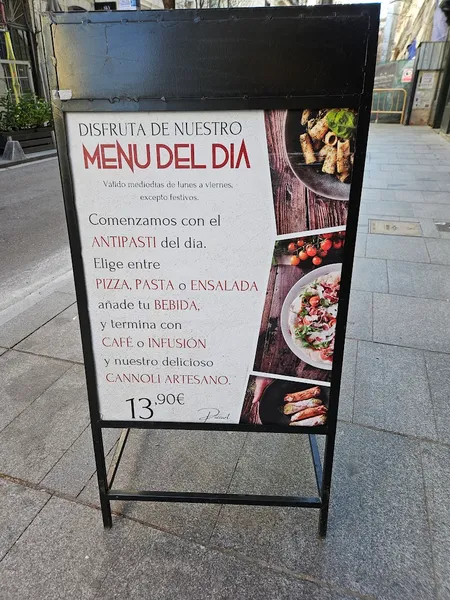 DISFRUTA DE NUESTRO
MENU DEL DIA
Válido mediodías de lunes a viernes,
excepto festivos.
Comenzamos con el
ANTIPASTI del día.
Elige entre
PIZZA, PASTA o ENSALADA
añade tu BEBIDA,
y termina con
CAFÉ o INFUSIÓN
y nuestro delicioso
CANNOLI ARTESANO.
13,90€